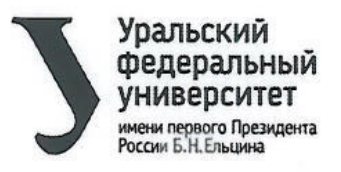 Уральский
федеральный
университет
имени первого Президента
России Б.Н.Ельцина